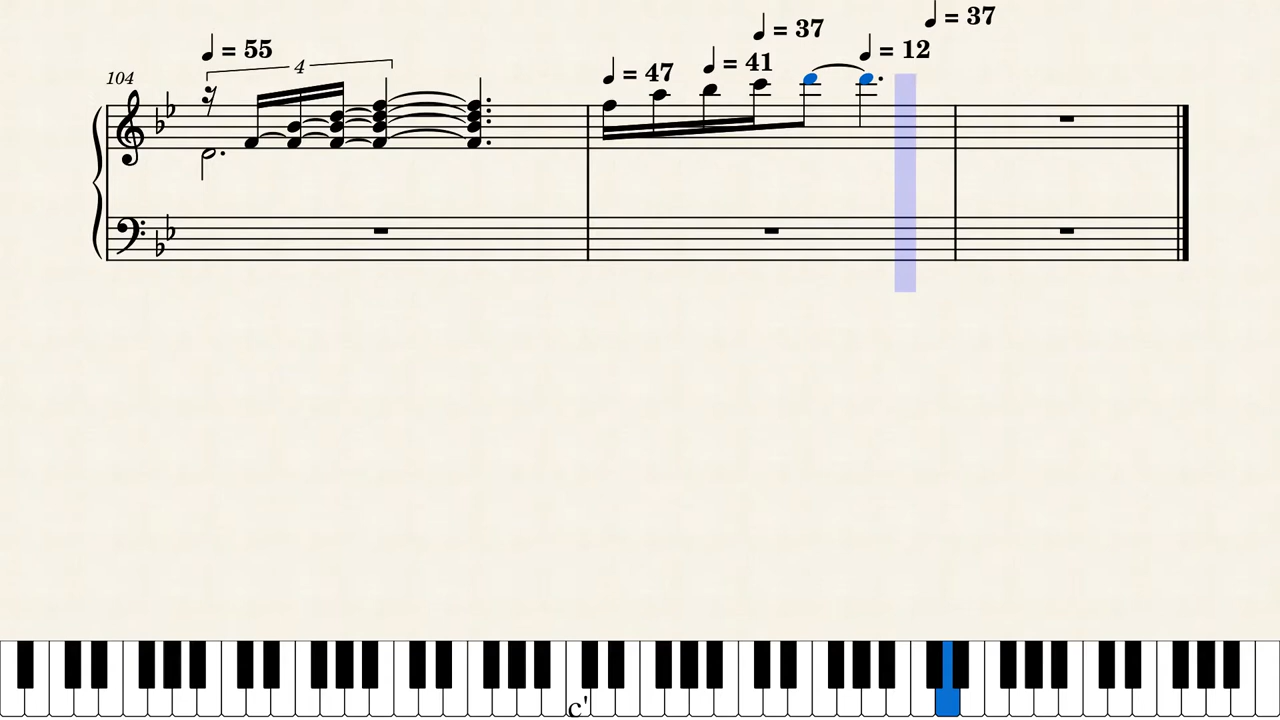 ♩ = 37
♩ = 37
♩ = 55
♩ = 12
4
♩ = 41
♩ = 47
104
c'